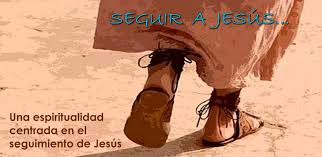 SEGUIR A JESÚS...
Una espiritualidad
centrada en el
seguimiento de Jesús